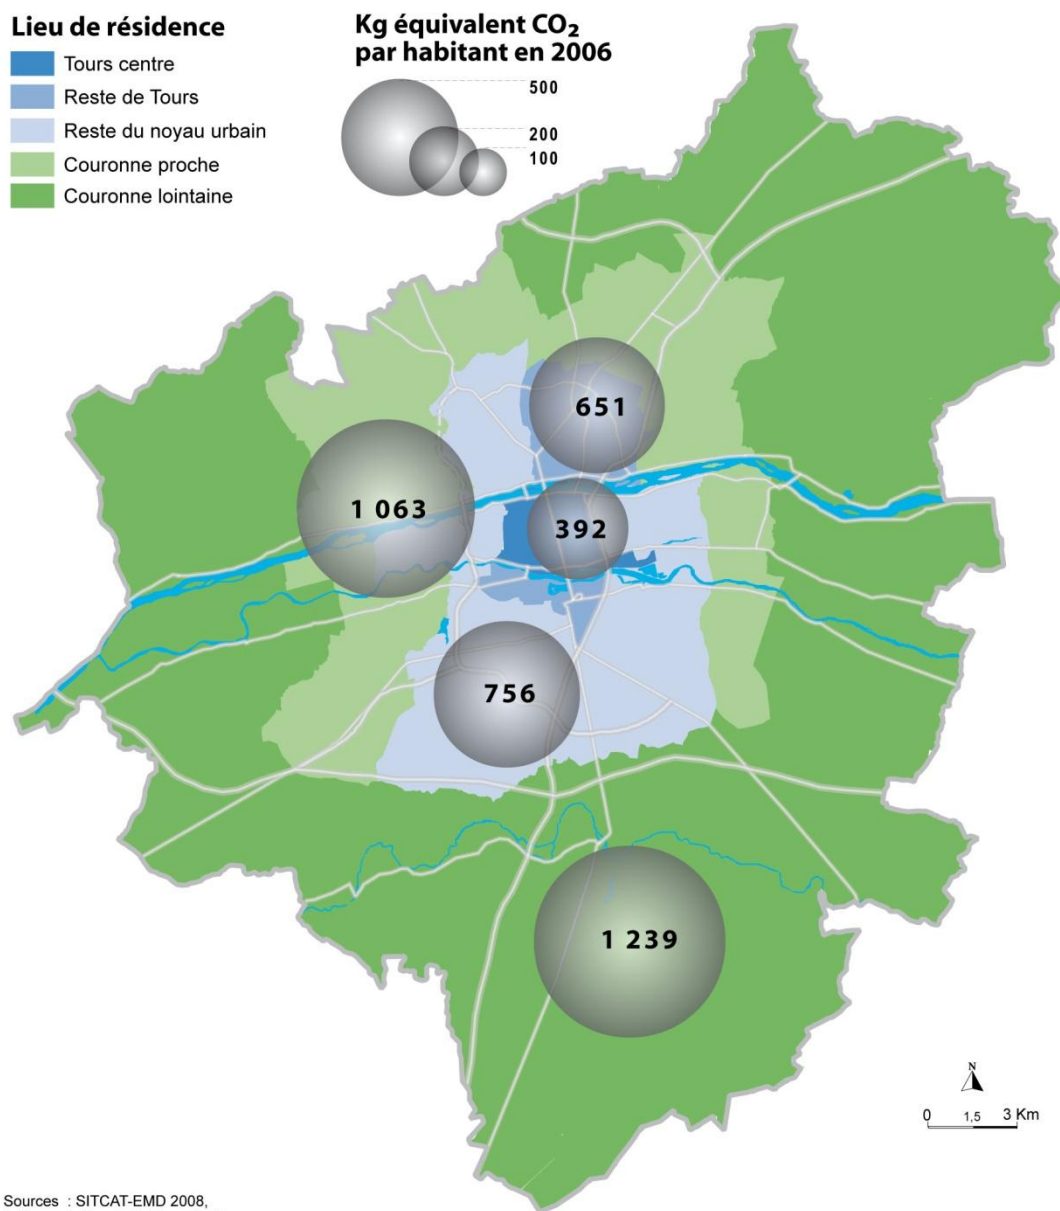 Lieu de résidence
Tours centre
Reste de Tours
Reste du noyau urbain
Couronne proche
Couronne lointaine
Kg équivalent CO₂
par habitant en 2006
500
200
100
651
1 063
392
756
1 239
N
0 1,5 3 Km
Sources : SITCAT-EMD 2008,